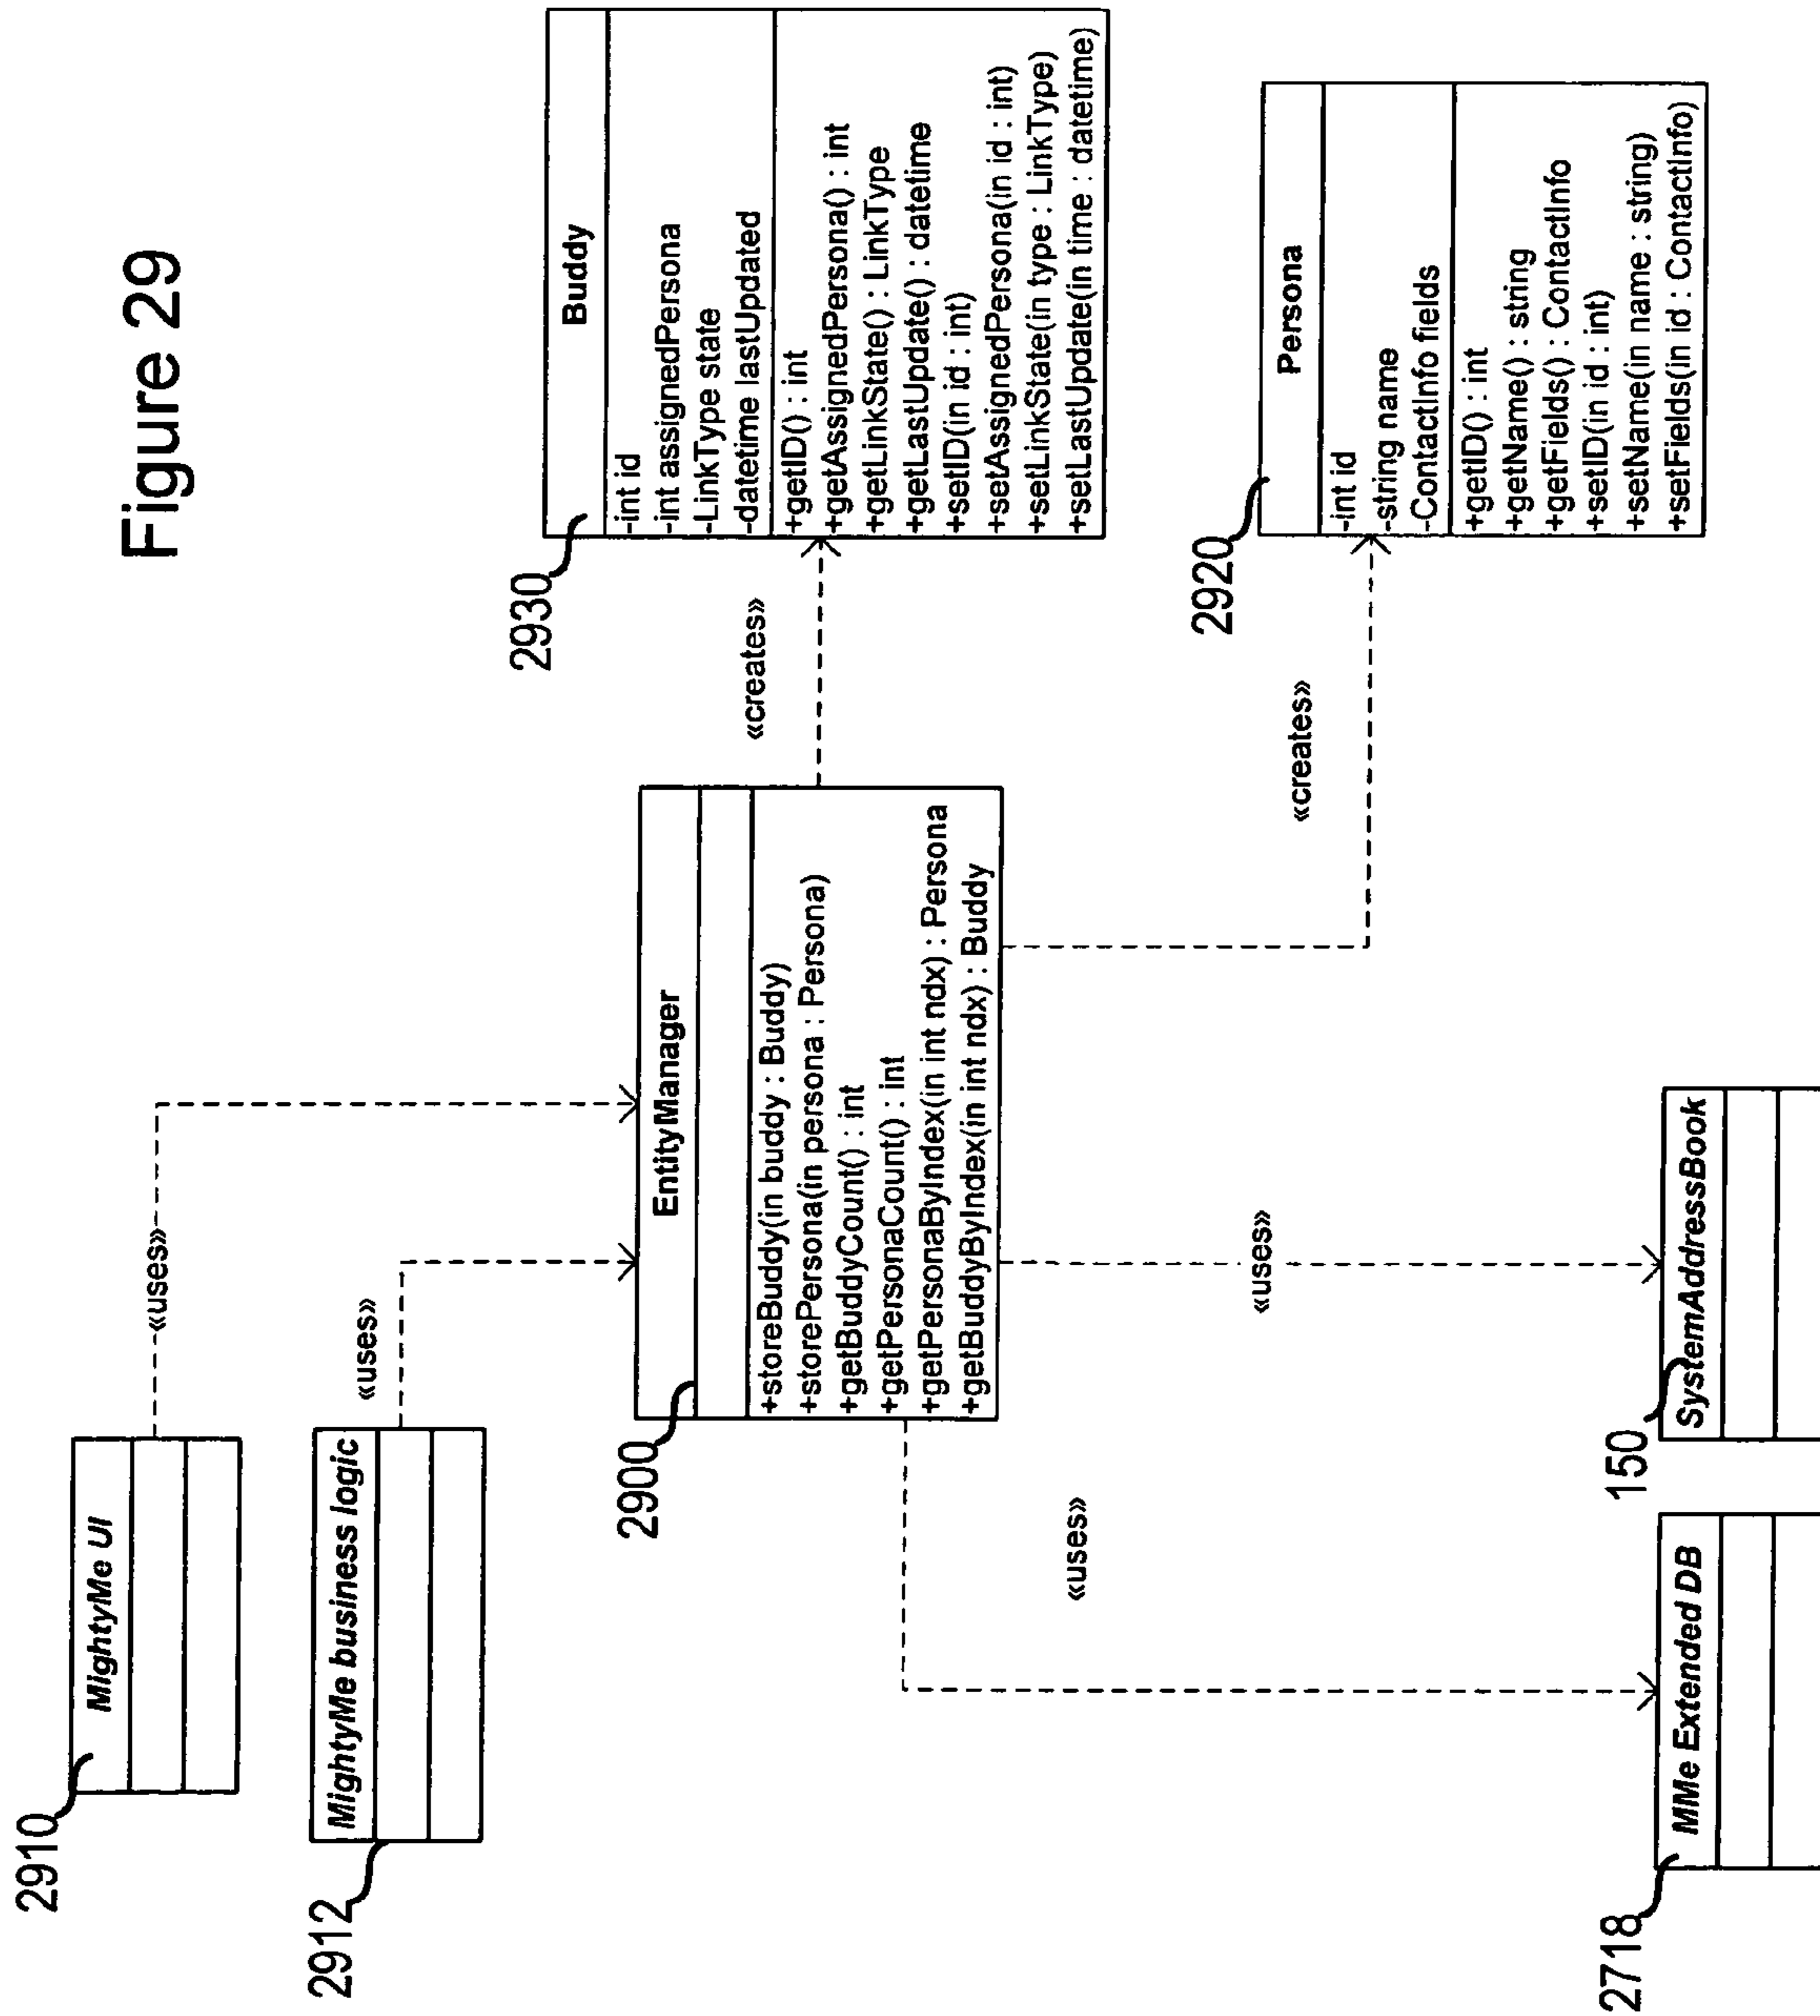 Figure 29
2910
MightyMe UI
«uses»
2912
MightyMe business logic
«uses»
2900
EntityManager
+storeBuddy(in buddy : Buddy)
+storePersona(in persona : Persona)
+getBuddyCount() : int
+getPersonaCount() : int
+getPersonaByIndex(in int ndx) : Persona
+getBuddyByIndex(in int ndx) : Buddy
«creates»
2930
Buddy
-int id
-int assignedPersona
-LinkType state
-datetime lastUpdated
+getID() : int
+getAssignedPersona() : int
+getLinkState() : LinkType
+getLastUpdate() : datetime
+setID(in id : int)
+setAssignedPersona(in id : int)
+setLinkState(in type : LinkType)
+setLastUpdate(in time : datetime)
«creates»
2920
Persona
-int id
-string name
-ContactInfo fields
+getID() : int
+getName() : string
+getFields() : ContactInfo
+setID(in id : int)
+setName(in name : string)
+setFields(in id : ContactInfo)
«uses»
2718
MMe Extended DB
«uses»
150
SystemAddressBook